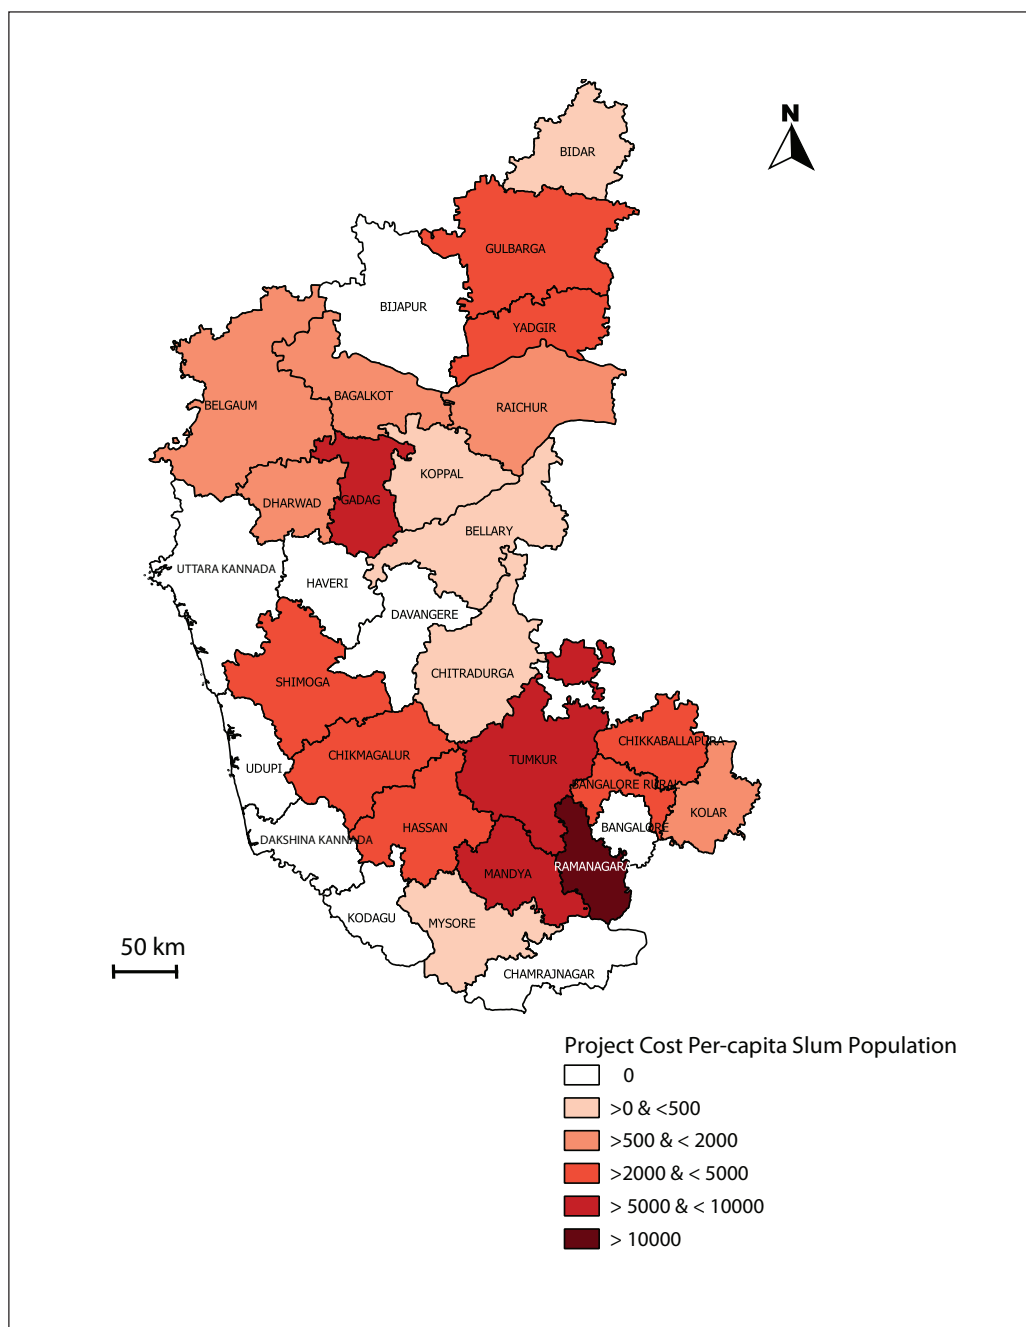 N
BIDAR
GULBARGA
BIJAPUR
YADGIR
BAGALKOT
BELGAUM
RAICHUR
KOPPAL
GADAG
DHARWAD
BELLARY
UTTARA KANNADA
HAVERI
DAVANGERE
CHITRADURGA
SHIMOGA
CHIKKABALLAPURA
CHIKMAGALUR
TUMKUR
UDUPI
BANGALORE RURAL
KOLAR
HASSAN
BANGALORE
DAKSHINA KANNADA
RAMANAGARA
MANDYA
KODAGU
MYSORE
50 km
CHAMRAJNAGAR
Project Cost Per-capita Slum Population
0
>0 & <500
>500 & < 2000
>2000 & < 5000
> 5000 & < 10000
> 10000